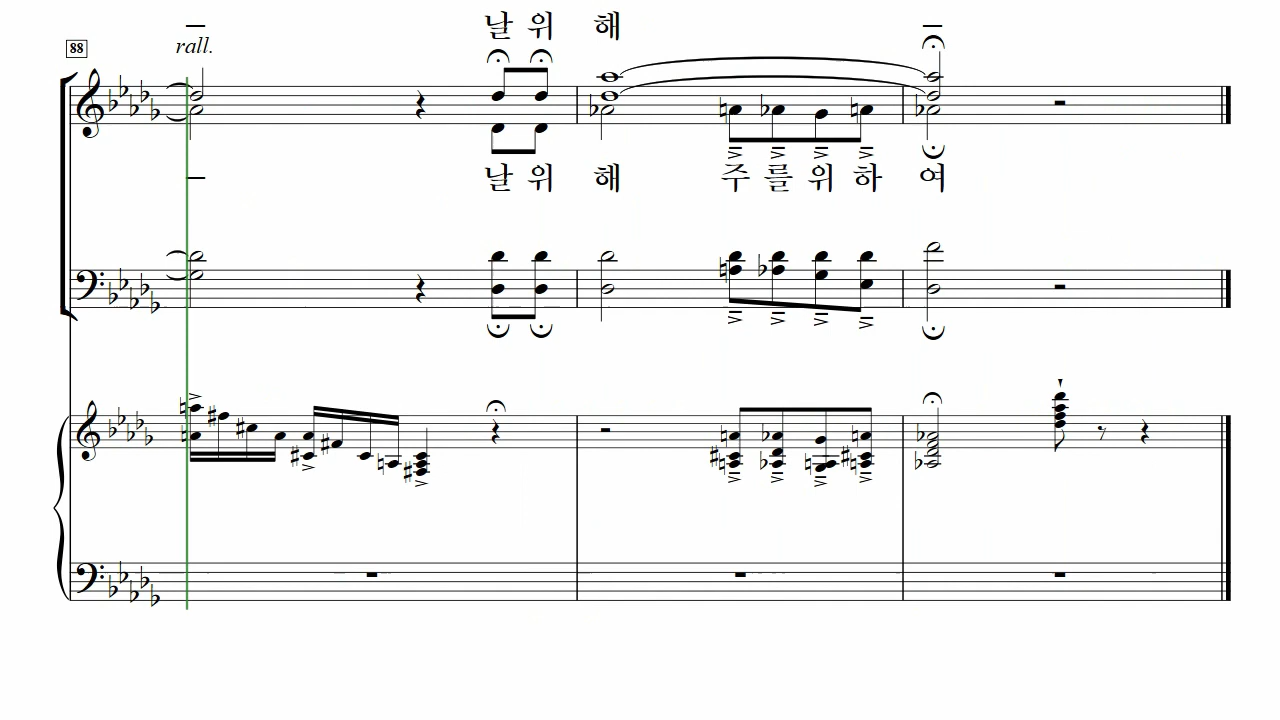 날 위 해
88
rall.
날 위 해 주 를 위 하 여